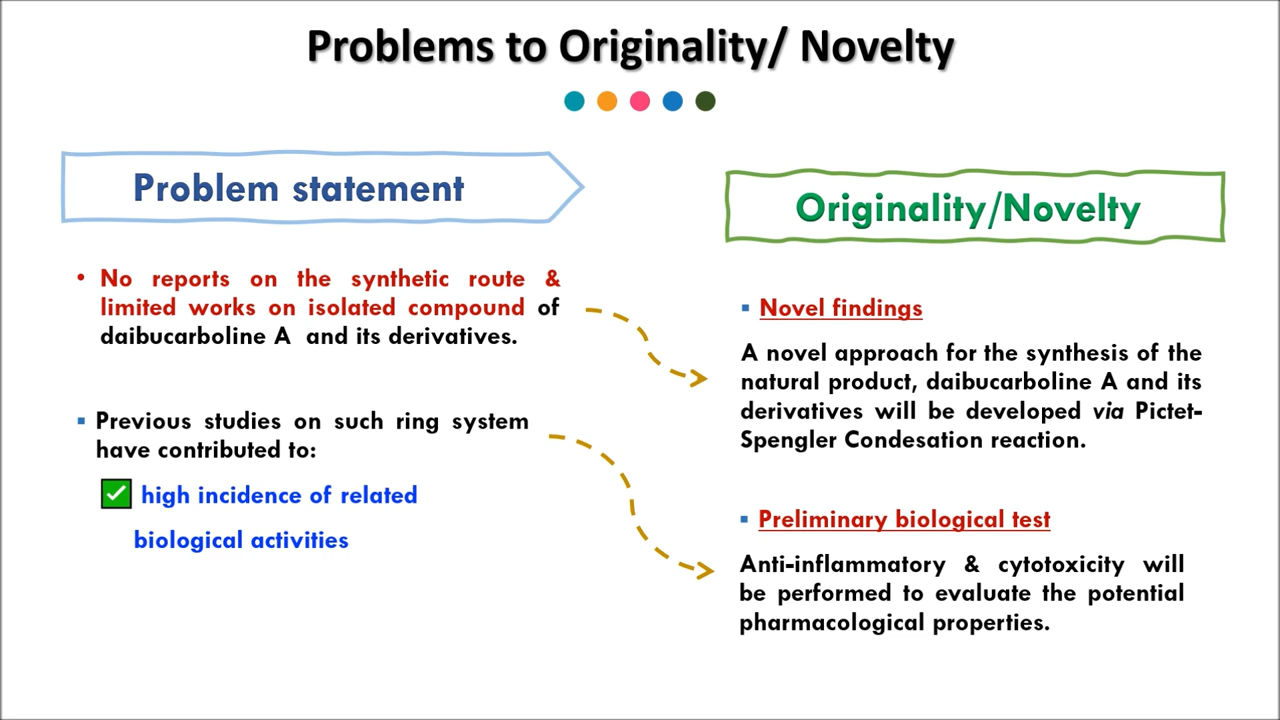 Problems to Originality/ Novelty
Problem statement
• No reports on the synthetic route &
limited works on isolated compound of
daibucarboline A and its derivatives.
▪ Previous studies on such ring system
have contributed to:
✅ high incidence of related
biological activities
Originality/Novelty
▪ Novel findings
A novel approach for the synthesis of the
natural product, daibucarboline A and its
derivatives will be developed via Pictet-
Spengler Condesation reaction.
▪ Preliminary biological test
Anti-inflammatory & cytotoxicity will
be performed to evaluate the potential
pharmacological properties.